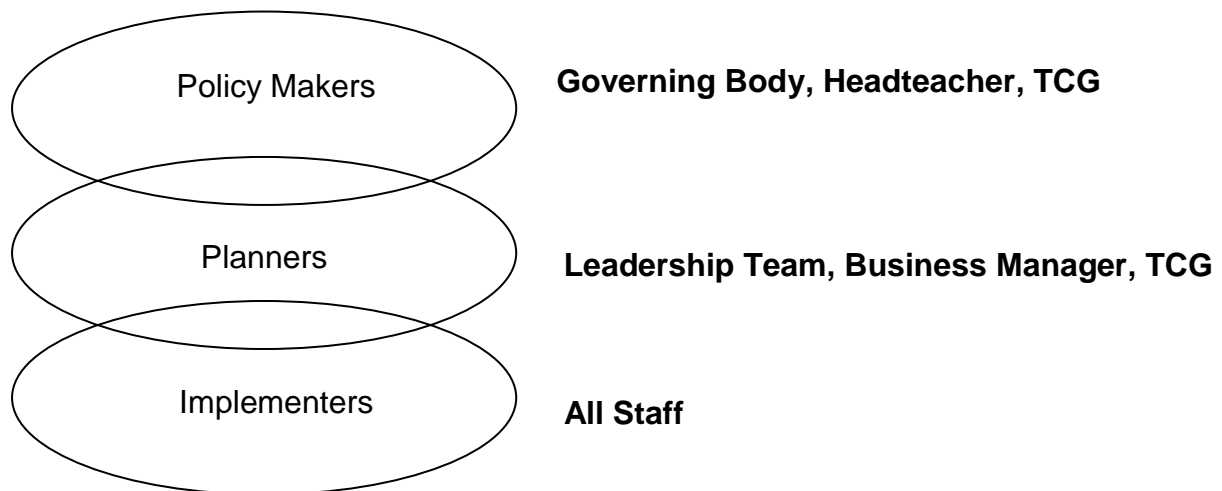 Policy Makers
Governing Body, Headteacher, TCG
Planners
Leadership Team, Business Manager, TCG
Implementers
All Staff